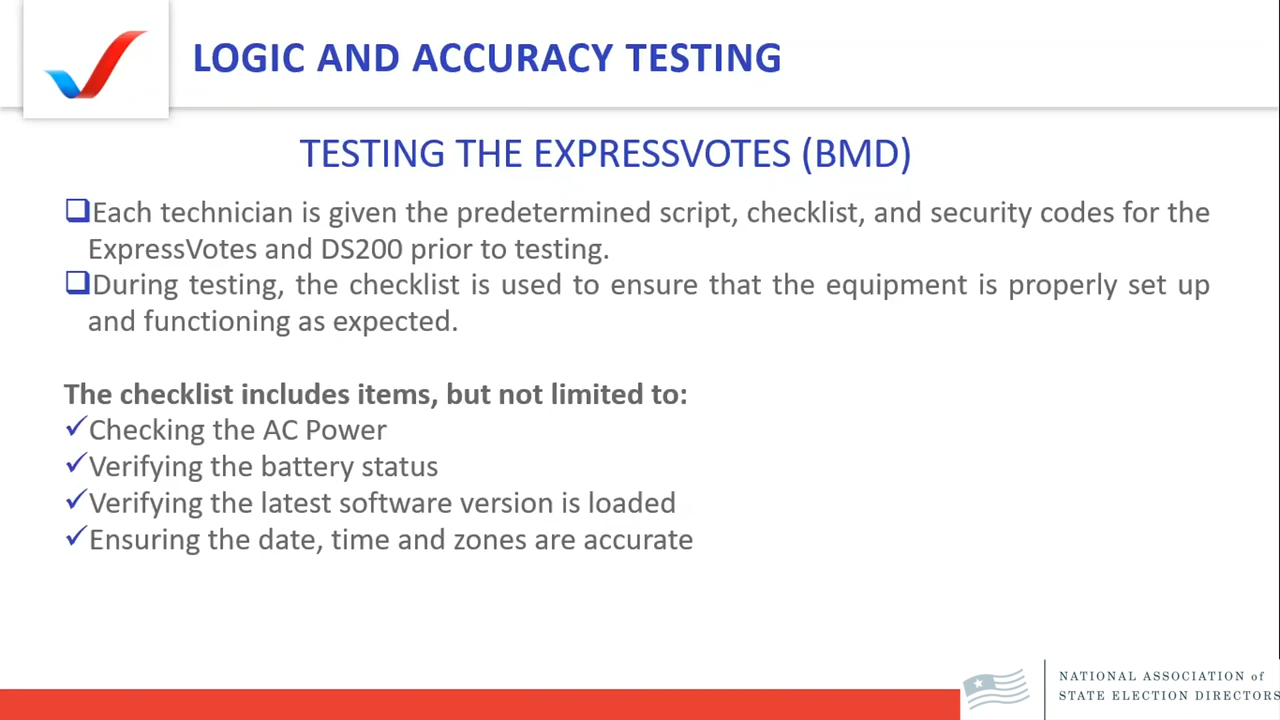 LOGIC AND ACCURACY TESTING
TESTING THE EXPRESSVOTES (BMD)
Each technician is given the predetermined script, checklist, and security codes for the
ExpressVotes and DS200 prior to testing.
During testing, the checklist is used to ensure that the equipment is properly set up
and functioning as expected.
The checklist includes items, but not limited to:
Checking the AC Power
Verifying the battery status
Verifying the latest software version is loaded
Ensuring the date, time and zones are accurate
NATIONAL ASSOCIATION of
STATE ELECTION DIRECTORS